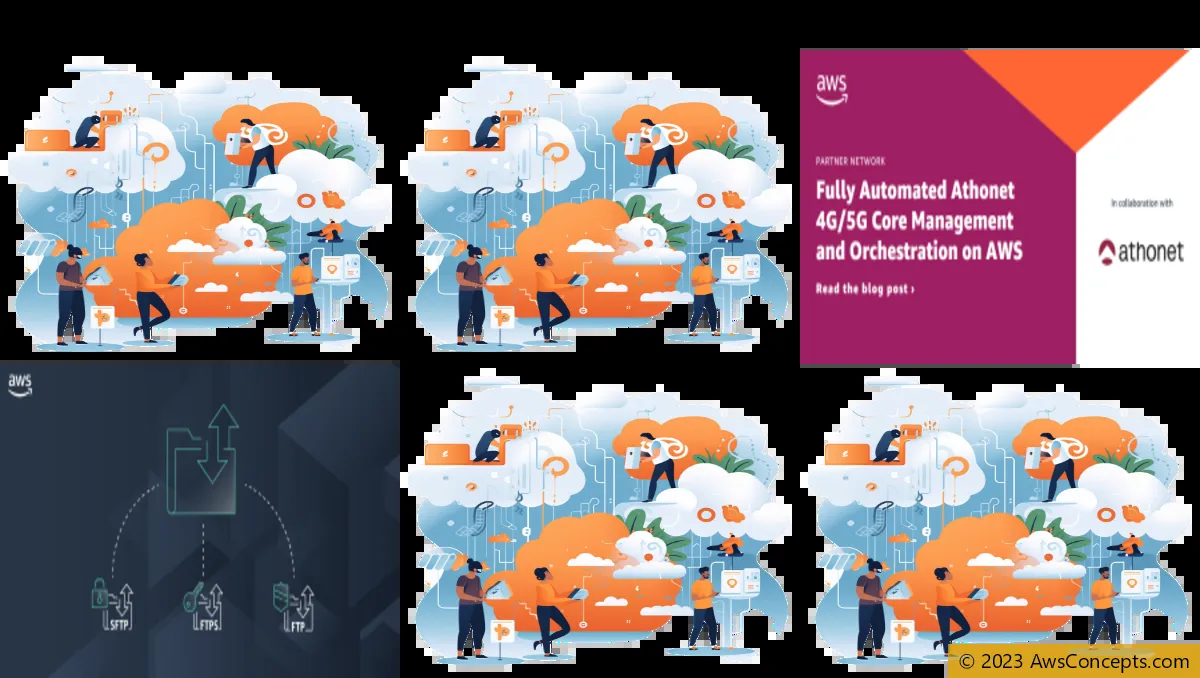 aws
PARTNER NETWORK
Fully Automated Athonet
4G/5G Core Management
and Orchestration on AWS
Read the blog post ›
In collaboration with
athonet
aws
SFTP
FTPS
FTP
© 2023 AwsConcepts.com